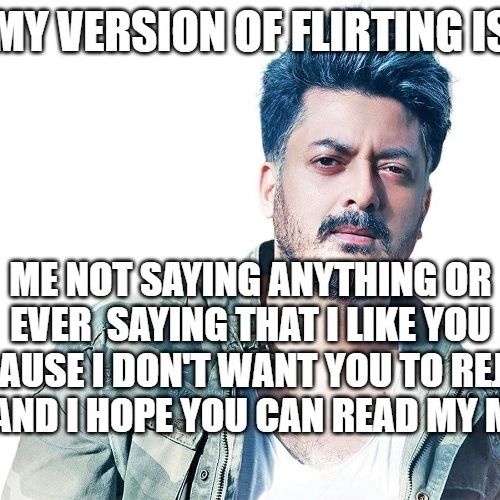 MY VERSION OF FLIRTING IS
ME NOT SAYING ANYTHING OR
EVER SAYING THAT I LIKE YOU
I DON'T WANT YOU TO
AND I HOPE YOU CAN READ MY